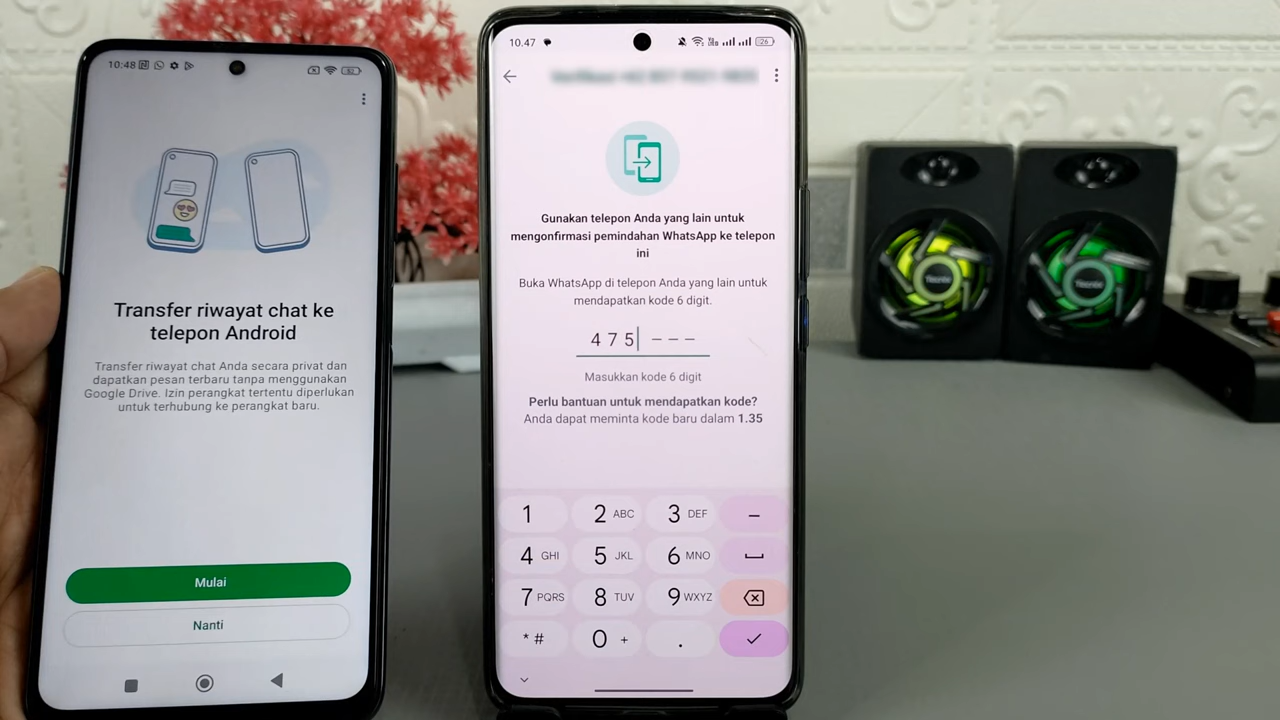 10:48
Transfer riwayat chat ke
telepon Android
Transfer riwayat chat Anda secara privat dan
dapatkan pesan terbaru tanpa menggunakan
Google Drive. Izin perangkat tertentu diperlukan
untuk terhubung ke perangkat baru.
Mulai
Nanti
10.47
26
Gunakan telepon Anda yang lain untuk
mengonfirmasi pemindahan WhatsApp ke telepon
ini
Buka WhatsApp di telepon Anda yang lain untuk
mendapatkan kode 6 digit.
4 7 5 – – –
Masukkan kode 6 digit
Perlu bantuan untuk mendapatkan kode?
Anda dapat meminta kode baru dalam 1.35
1 2 ABC 3 DEF –
4 GHI 5 JKL 6 MNO
7 PQRS 8 TUV 9 WXYZ
* # 0 + .